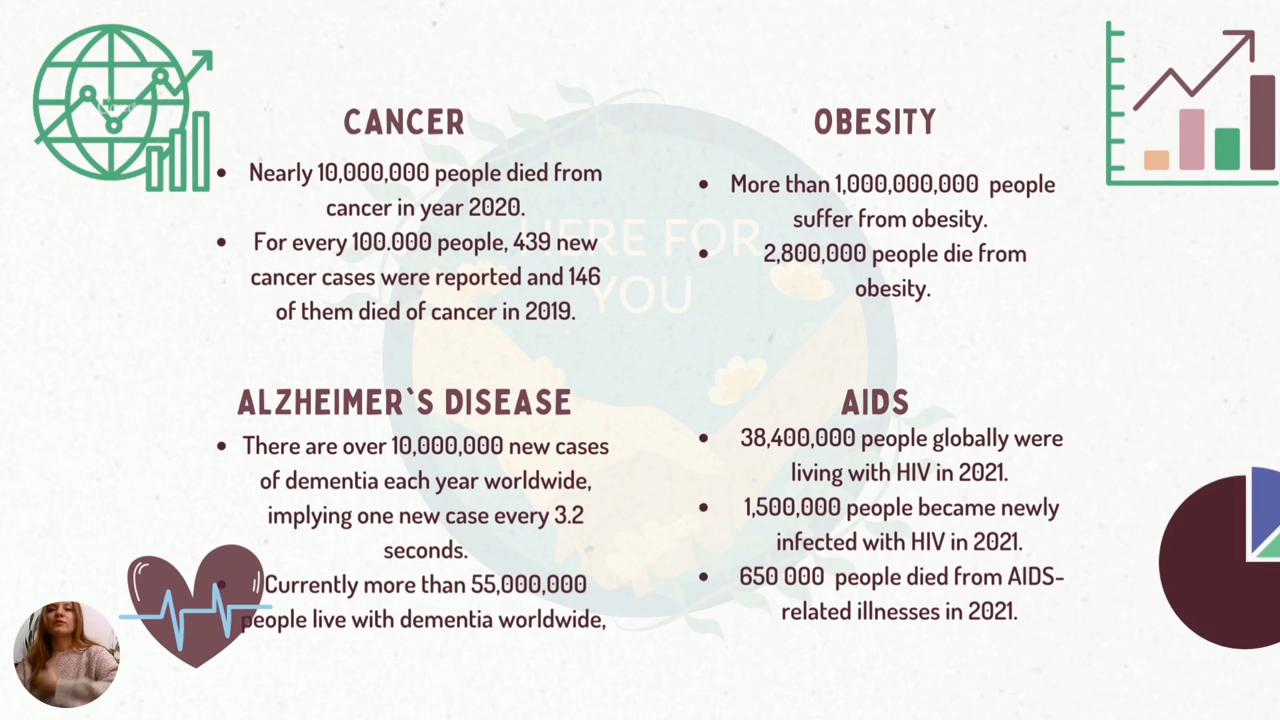 CANCER
Nearly 10,000,000 people died from
cancer in year 2020.
For every 100.000 people, 439 new
cancer cases were reported and 146
of them died of cancer in 2019.
OBESITY
More than 1,000,000,000 people
suffer from obesity.
2,800,000 people die from
obesity.
HERE FOR
YOU
ALZHEIMER`S DISEASE
There are over 10,000,000 new cases
of dementia each year worldwide,
implying one new case every 3.2
seconds.
Currently more than 55,000,000
people live with dementia worldwide,
AIDS
38,400,000 people globally were
living with HIV in 2021.
1,500,000 people became newly
infected with HIV in 2021.
650 000 people died from AIDS-
related illnesses in 2021.